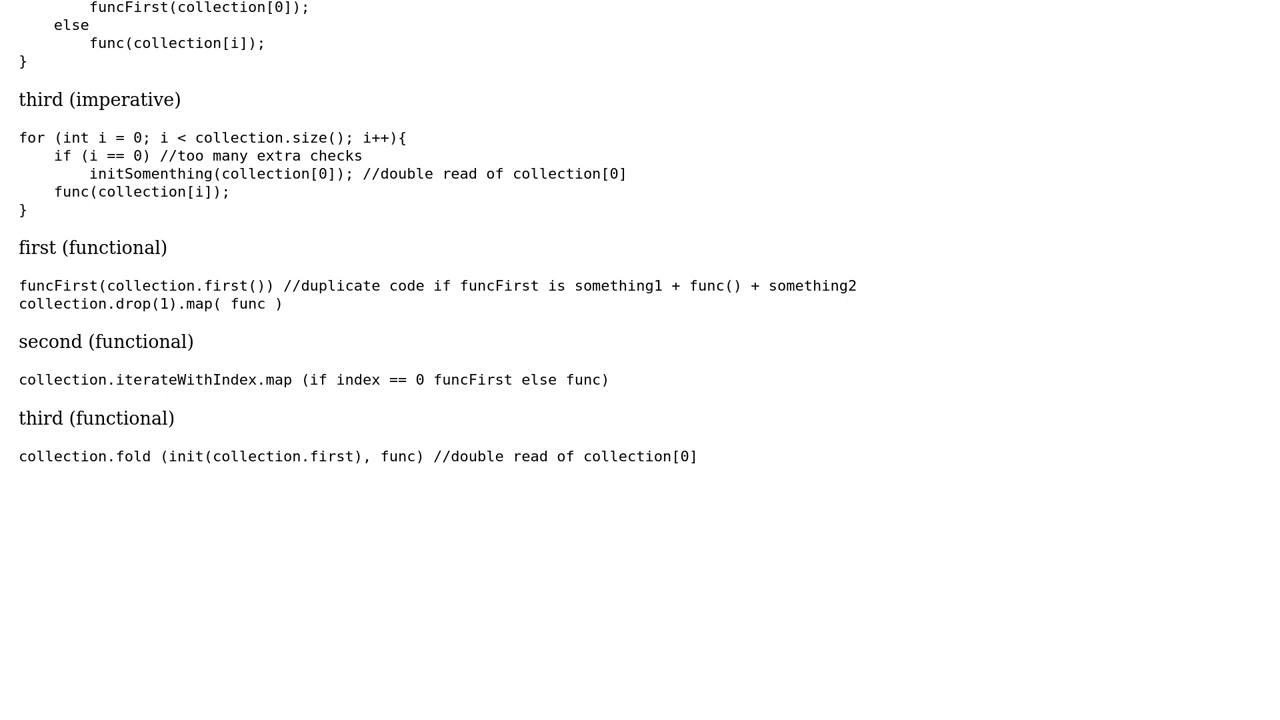 funcFirst(collection[0]);
    else
        func(collection[i]);
}
third (imperative)
for (int i = 0; i < collection.size(); i++){
    if (i == 0) //too many extra checks
        initSomenthing(collection[0]); //double read of collection[0]
    func(collection[i]);
}
first (functional)
funcFirst(collection.first()) //duplicate code if funcFirst is something1 + func() + something2
collection.drop(1).map( func )
second (functional)
collection.iterateWithIndex.map (if index == 0 funcFirst else func)
third (functional)
collection.fold (init(collection.first), func) //double read of collection[0]